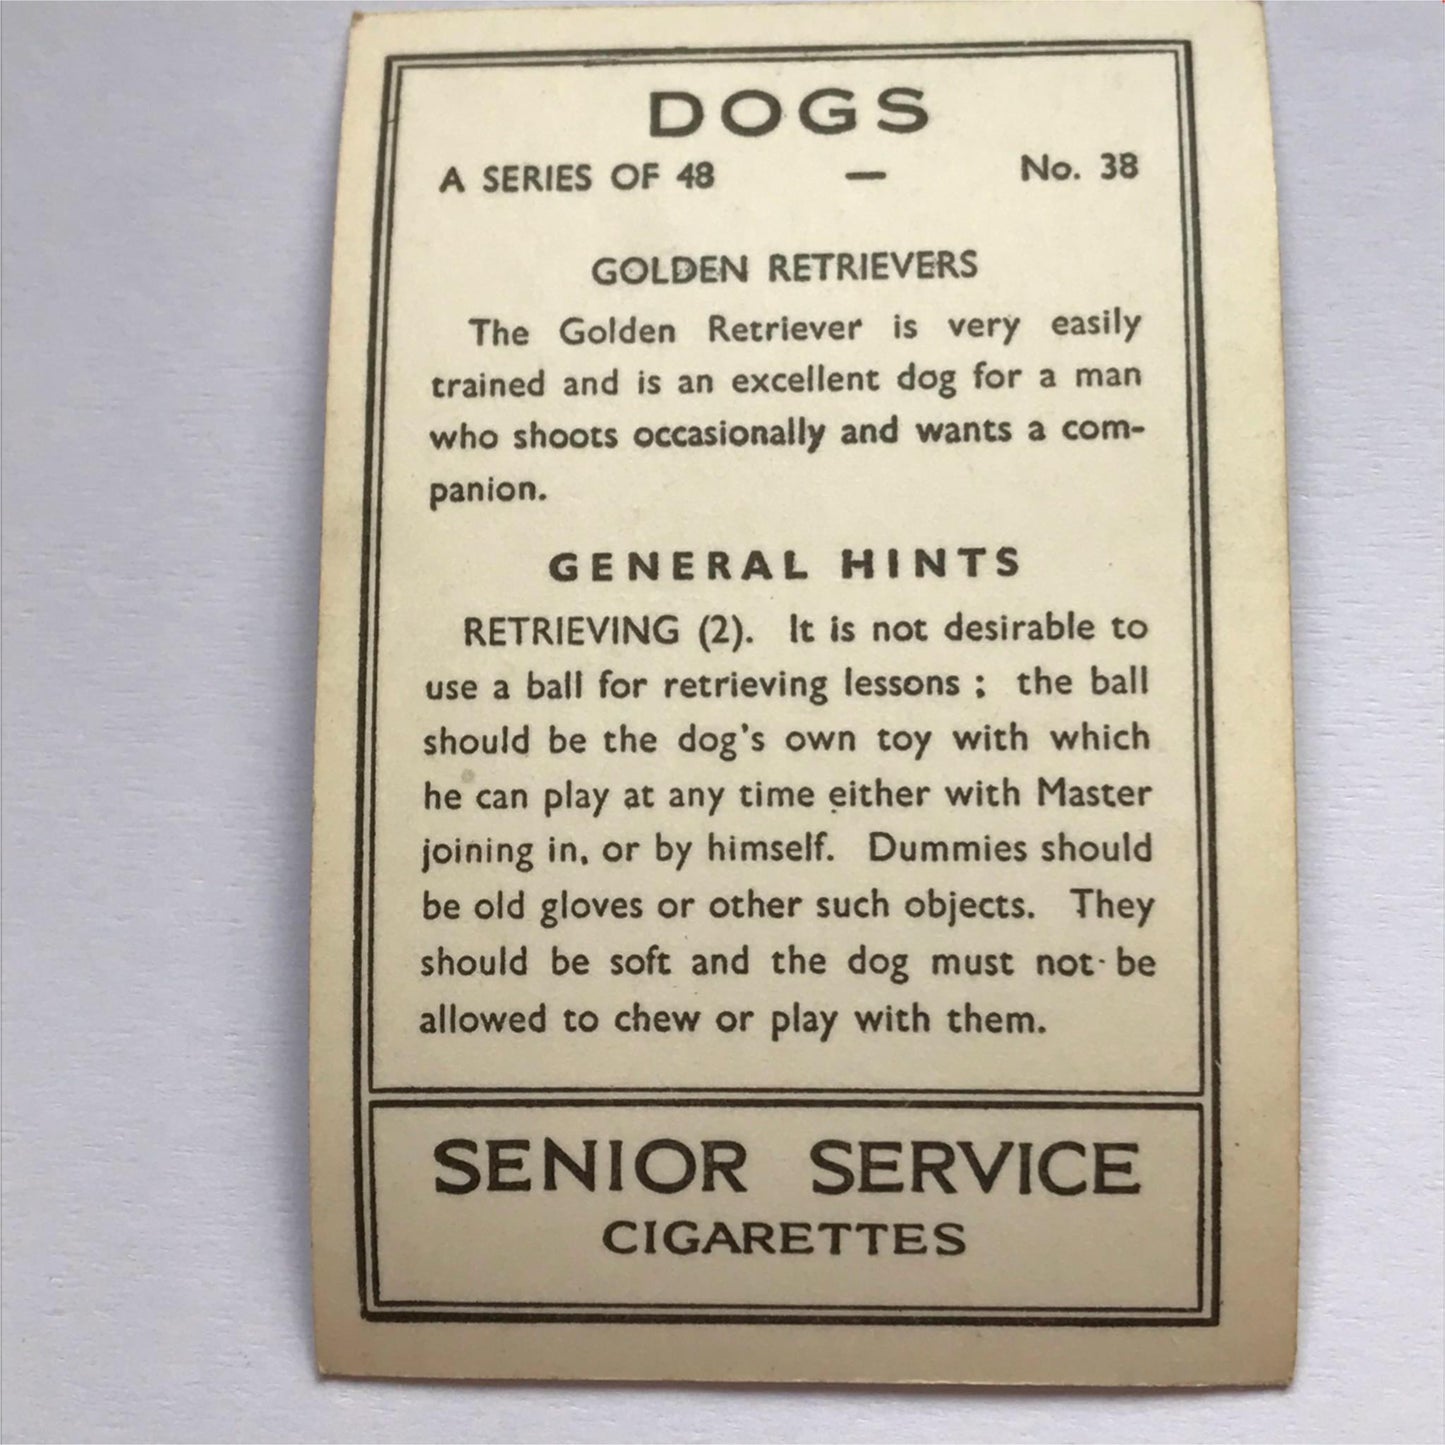 DOGS
A SERIES OF 48 — No. 38
GOLDEN RETRIEVERS
The Golden Retriever is very easily
trained and is an excellent dog for a man
who shoots occasionally and wants a com-
panion.
GENERAL HINTS
RETRIEVING (2). It is not desirable to
use a ball for retrieving lessons ; the ball
should be the dog's own toy with which
he can play at any time either with Master
joining in, or by himself. Dummies should
be old gloves or other such objects. They
should be soft and the dog must not be
allowed to chew or play with them.
SENIOR SERVICE
CIGARETTES